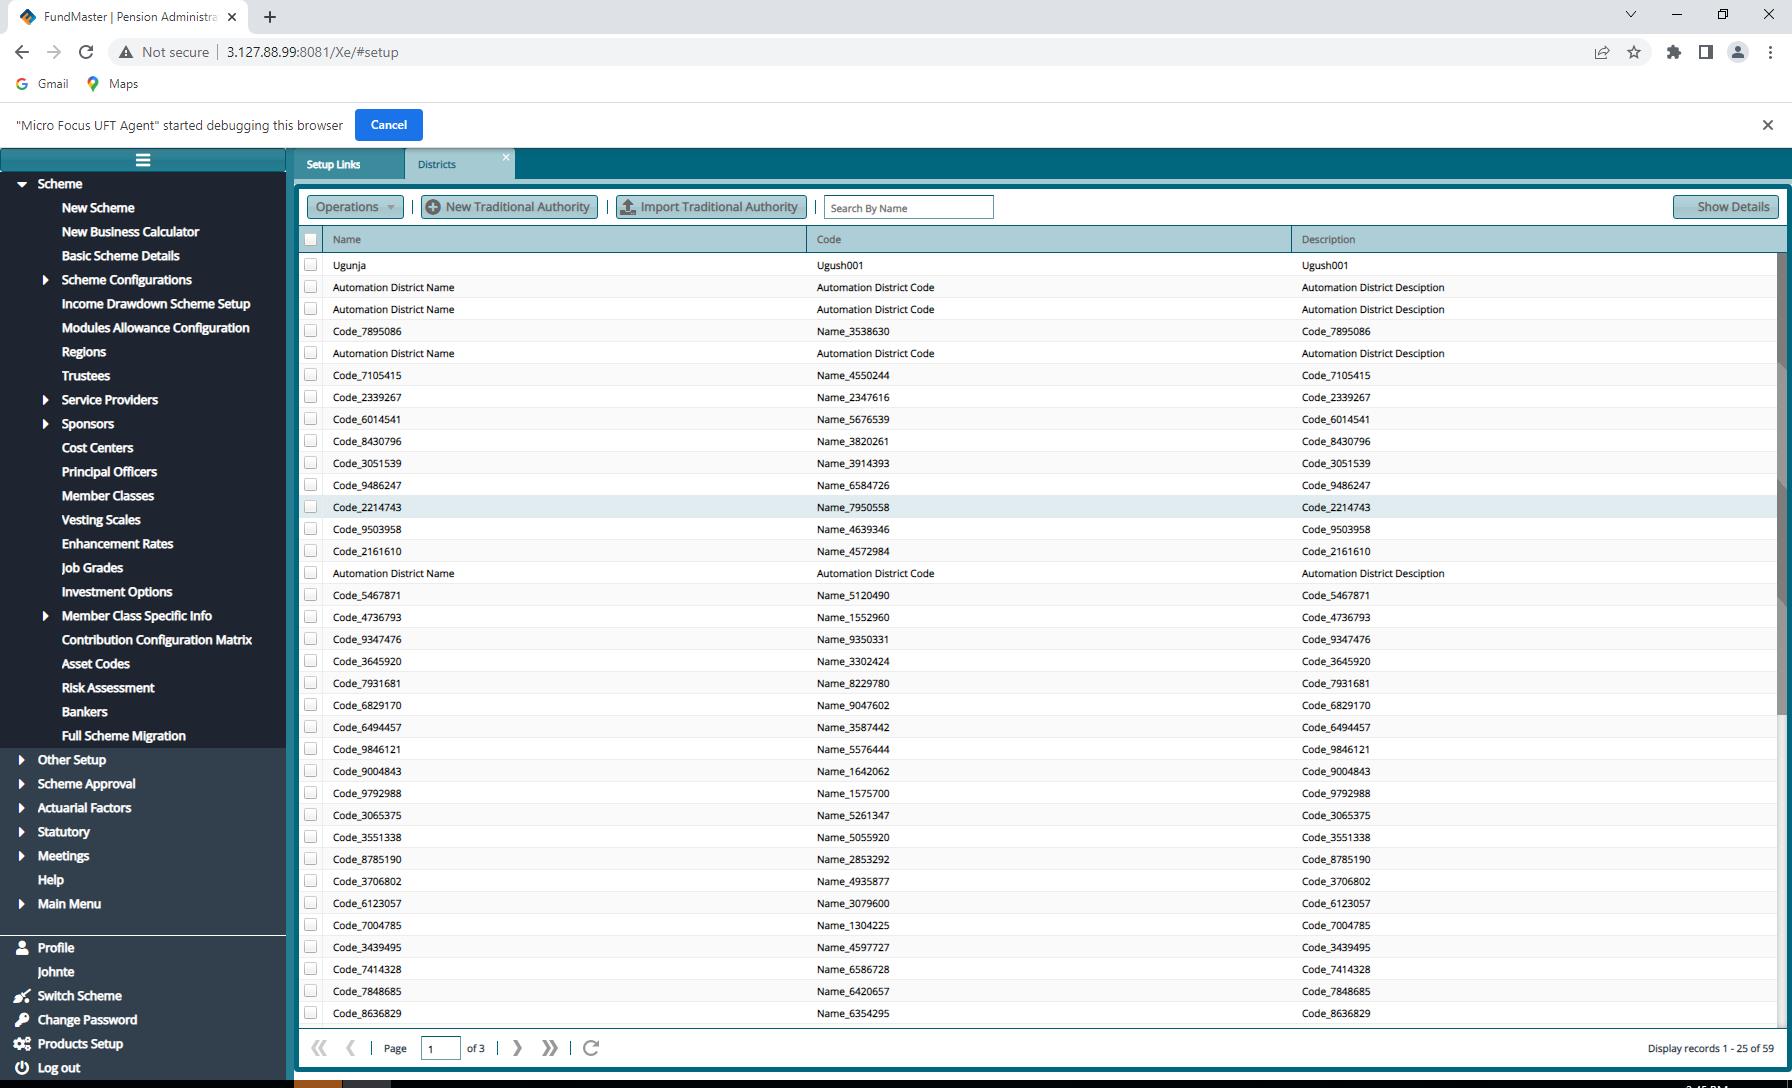 FundMaster | Pension Administra
Not secure 3.127.88.99:8081/Xe/#setup
Gmail Maps
"Micro Focus UFT Agent" started debugging this browser Cancel
Setup Links Districts
Operations New Traditional Authority Import Traditional Authority Search By Name Show Details
Scheme
New Scheme
New Business Calculator
Basic Scheme Details
Scheme Configurations
Income Drawdown Scheme Setup
Modules Allowance Configuration
Regions
Trustees
Service Providers
Sponsors
Cost Centers
Principal Officers
Member Classes
Vesting Scales
Enhancement Rates
Job Grades
Investment Options
Member Class Specific Info
Contribution Configuration Matrix
Asset Codes
Risk Assessment
Bankers
Full Scheme Migration
Other Setup
Scheme Approval
Actuarial Factors
Statutory
Meetings
Help
Main Menu
Profile
Johnte
Switch Scheme
Change Password
Products Setup
Log out
Name Code Description
Ugunja Ugush001 Ugush001
Automation District Name Automation District Code Automation District Desciption
Automation District Name Automation District Code Automation District Desciption
Code_7895086 Name_3538630 Code_7895086
Automation District Name Automation District Code Automation District Desciption
Code_7105415 Name_4550244 Code_7105415
Code_2339267 Name_2347616 Code_2339267
Code_6014541 Name_5676539 Code_6014541
Code_8430796 Name_3820261 Code_8430796
Code_3051539 Name_3914393 Code_3051539
Code_9486247 Name_6584726 Code_9486247
Code_2214743 Name_7950558 Code_2214743
Code_9503958 Name_4639346 Code_9503958
Code_2161610 Name_4572984 Code_2161610
Automation District Name Automation District Code Automation District Desciption
Code_5467871 Name_5120490 Code_5467871
Code_4736793 Name_1552960 Code_4736793
Code_9347476 Name_9350331 Code_9347476
Code_3645920 Name_3302424 Code_3645920
Code_7931681 Name_8229780 Code_7931681
Code_6829170 Name_9047602 Code_6829170
Code_6494457 Name_3587442 Code_6494457
Code_9846121 Name_5576444 Code_9846121
Code_9004843 Name_1642062 Code_9004843
Code_9792988 Name_1575700 Code_9792988
Code_3065375 Name_5261347 Code_3065375
Code_3551338 Name_5055920 Code_3551338
Code_8785190 Name_2853292 Code_8785190
Code_3706802 Name_4935877 Code_3706802
Code_6123057 Name_3079600 Code_6123057
Code_7004785 Name_1304225 Code_7004785
Code_3439495 Name_4597727 Code_3439495
Code_7414328 Name_6586728 Code_7414328
Code_7848685 Name_6420657 Code_7848685
Code_8636829 Name_6354295 Code_8636829
Page 1 of 3 Display records 1 - 25 of 59